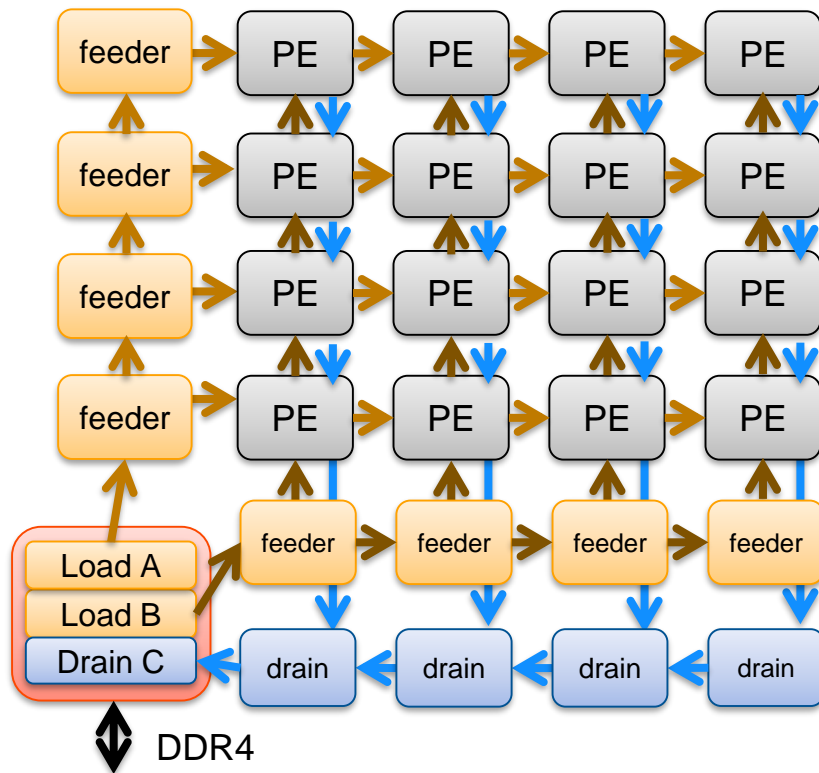 feeder PE PE PE PE
feeder PE PE PE PE
feeder PE PE PE PE
feeder PE PE PE PE
feeder feeder feeder feeder
Load A
Load B
Drain C
drain drain drain drain
DDR4